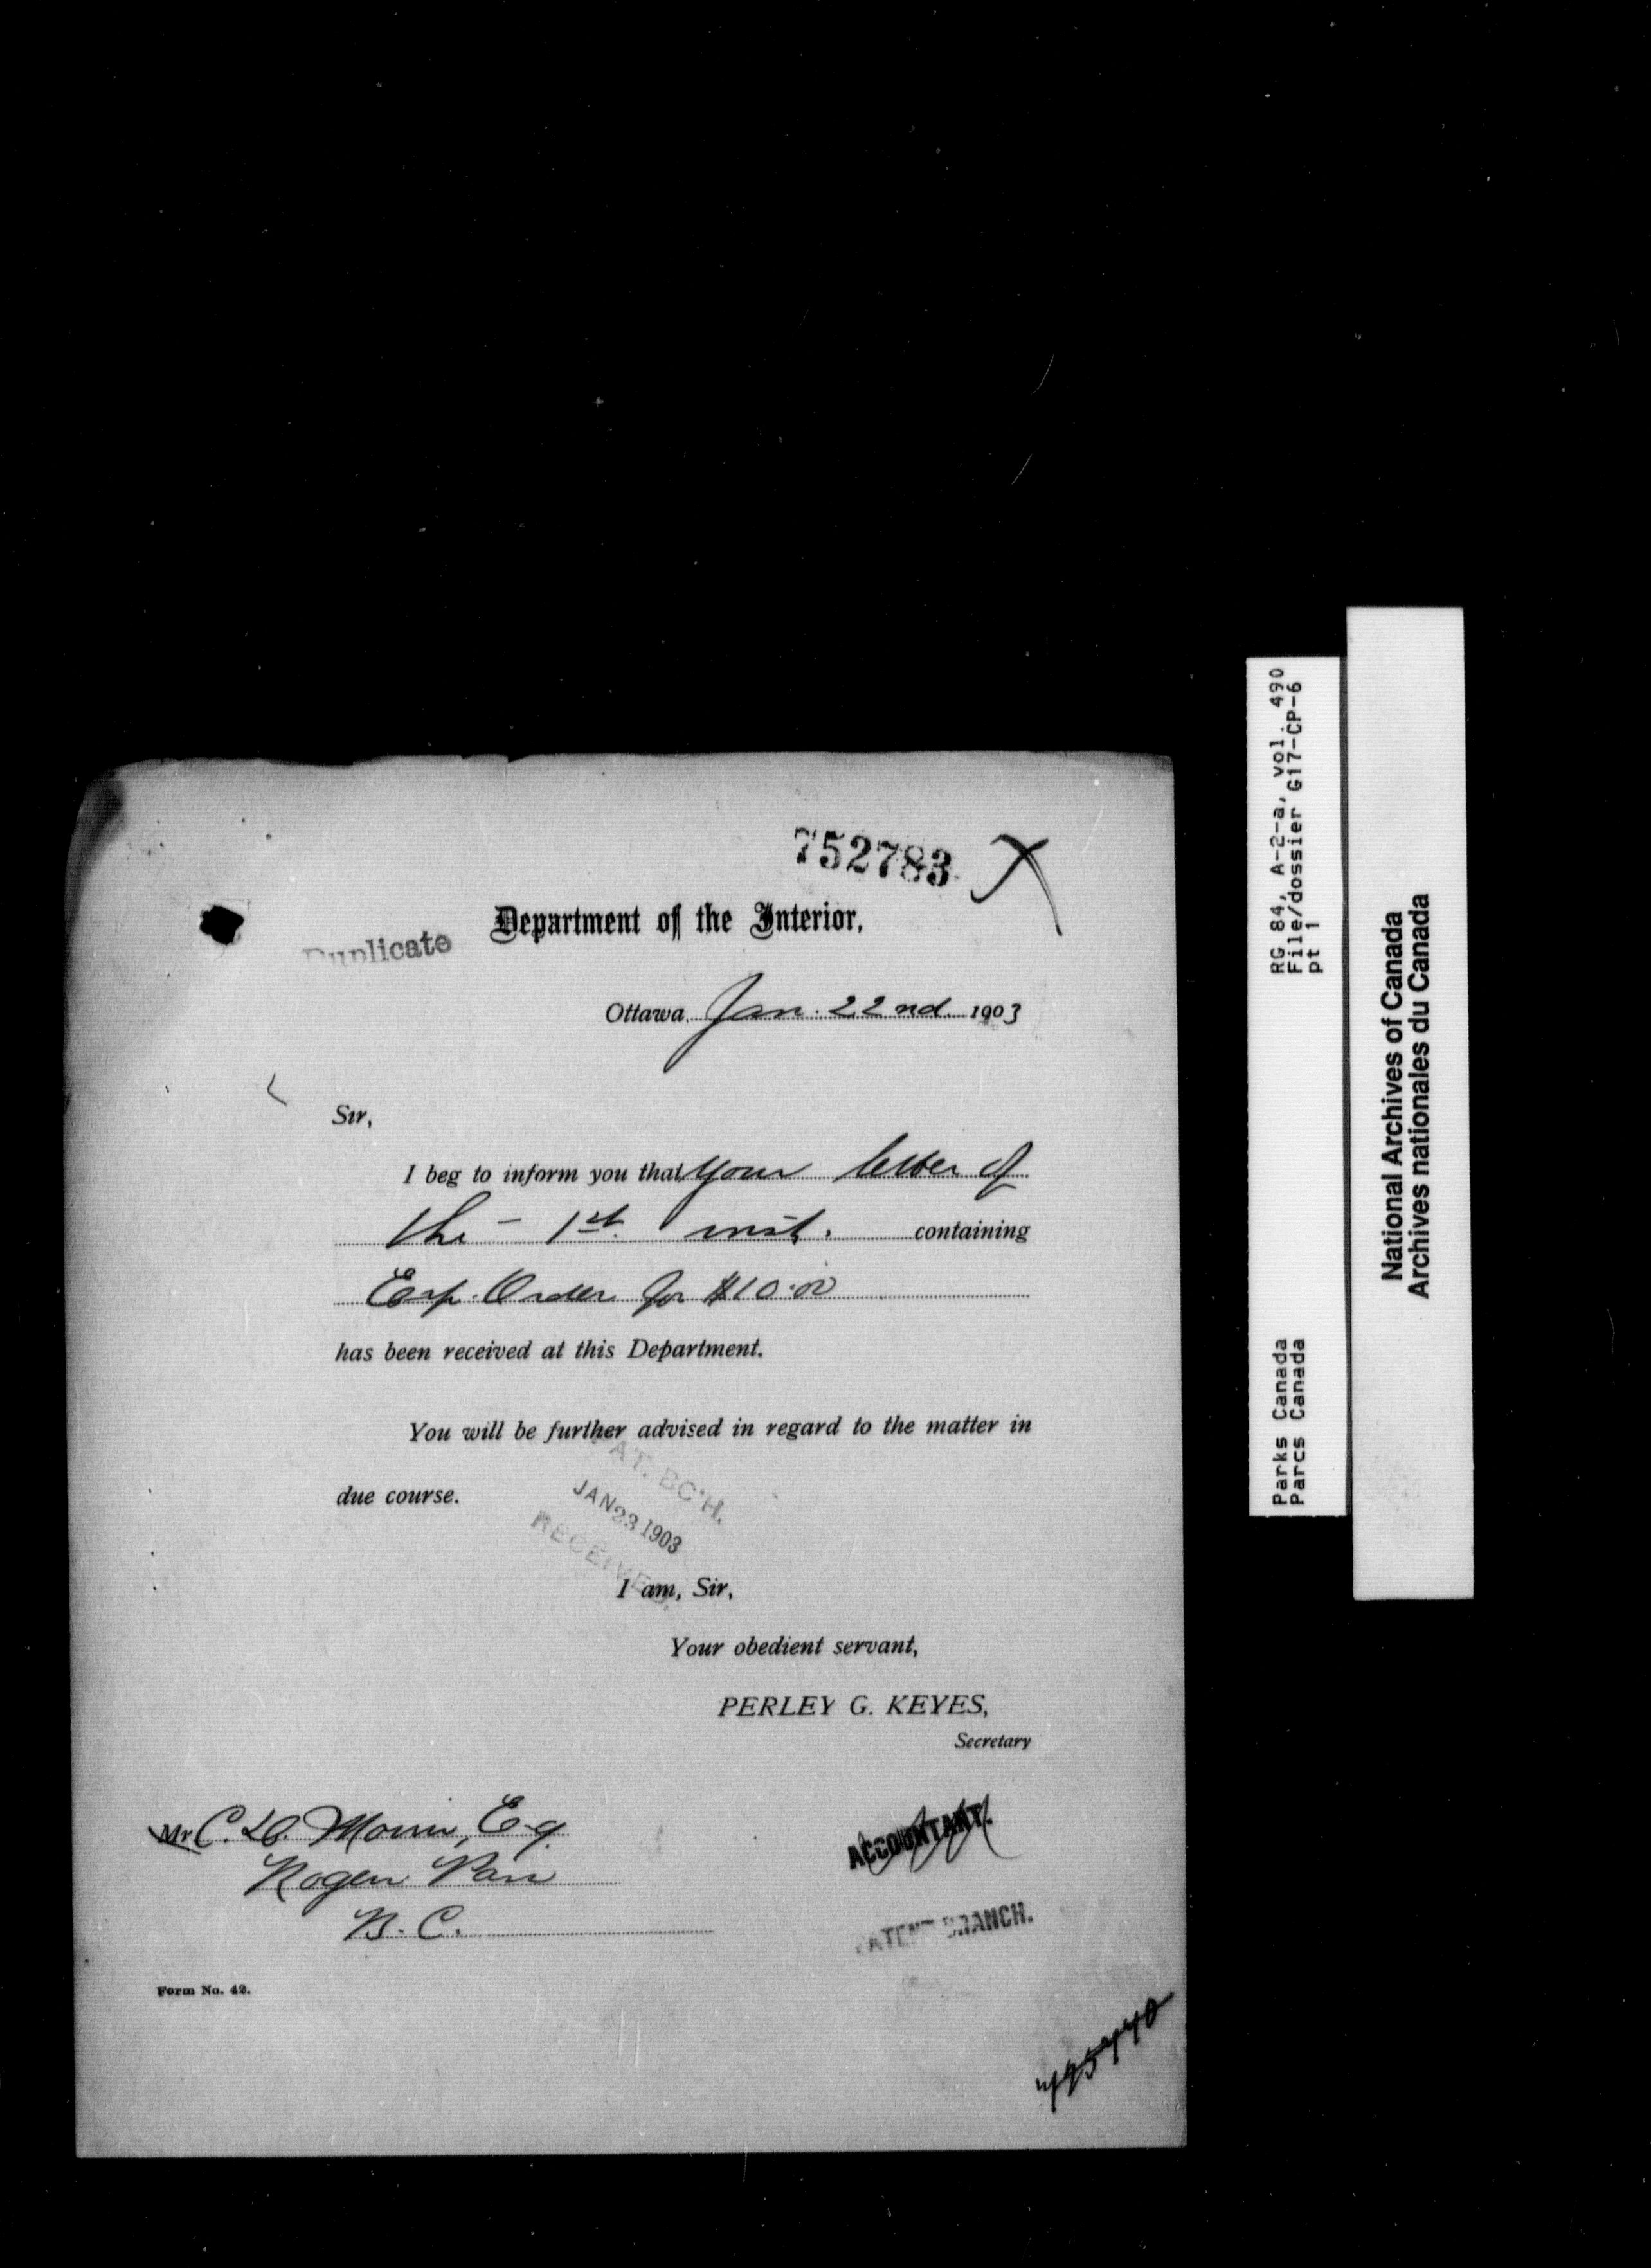 752783
Department of the Interior.
Duplicate
Ottawa, Jan. 22nd. 1903
Sir,
I beg to inform you that your letter of
the - 1st. inst. containing
Exp. Order for $10.00
has been received at this Department.
You will be further advised in regard to the matter in
due course.
PAT. BCH.
JAN 23 1903
RECEIVED.
I am, Sir,
Your obedient servant,
PERLEY G. KEYES,
Secretary
Mr. C. Esq.
Rogers Pass
B. C.
ACCOUNTANT.
PATENT BRANCH.
Form No. 42.
RG 84, A-2-a, vol. 490
File/dossier G17-CP-6
pt 1
Parks Canada
Parcs Canada
National Archives of Canada
Archives nationales du Canada